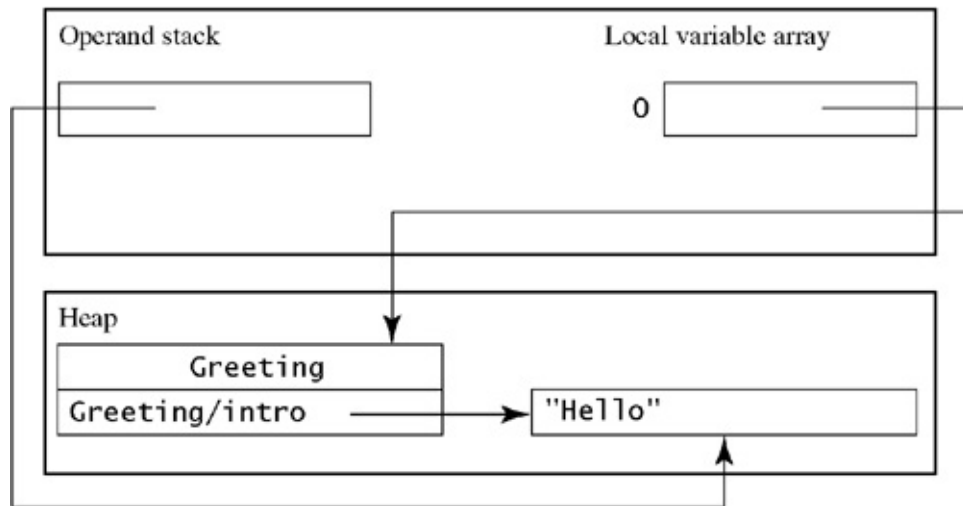 Operand stack
Local variable array
0
Heap
Greeting
Greeting/intro
"Hello"